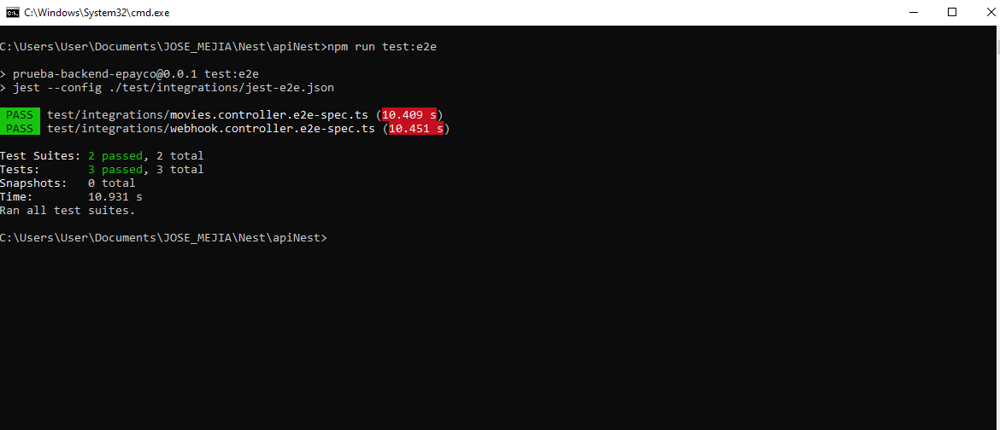 C:\Windows\System32\cmd.exe
C:\Users\User\Documents\JOSE_MEJIA\Nest\apiNest>npm run test:e2e
> prueba-backend-epayco@0.0.1 test:e2e
> jest --config ./test/integrations/jest-e2e.json
PASS test/integrations/movies.controller.e2e-spec.ts (10.409 s)
PASS test/integrations/webhook.controller.e2e-spec.ts (10.451 s)
Test Suites: 2 passed, 2 total
Tests:       3 passed, 3 total
Snapshots:   0 total
Time:        10.931 s
Ran all test suites.
C:\Users\User\Documents\JOSE_MEJIA\Nest\apiNest>